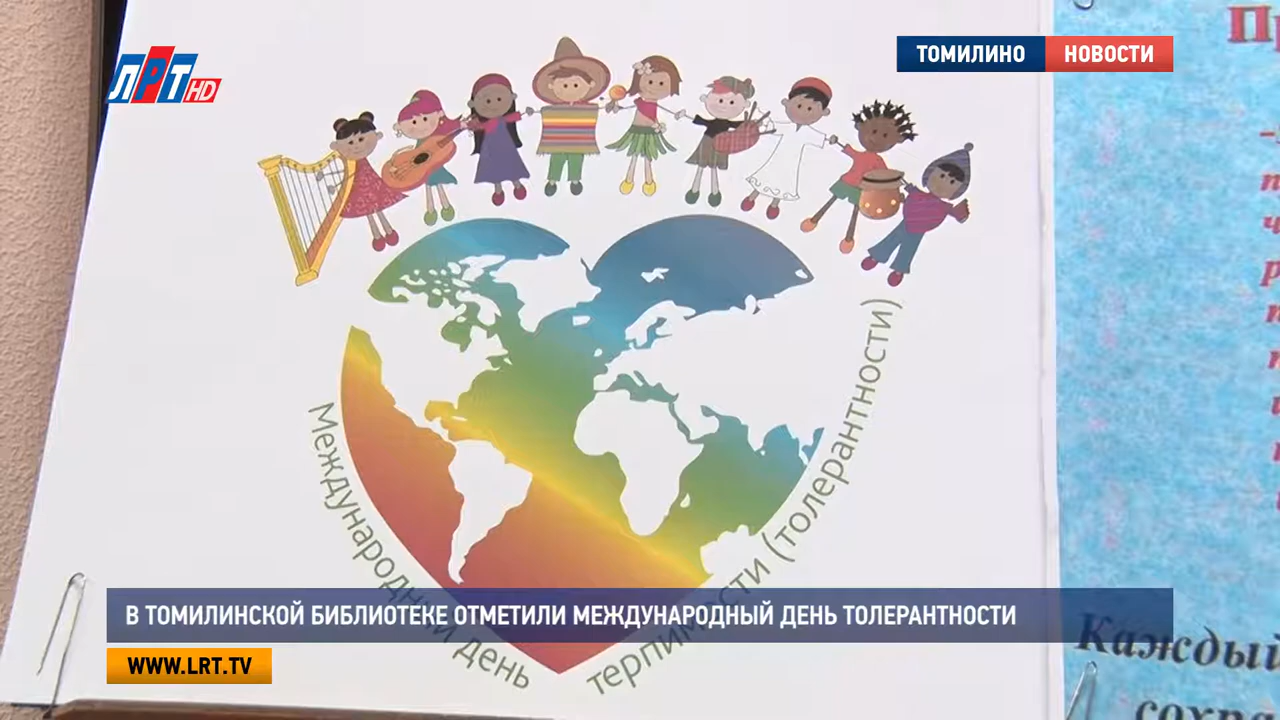 ЛРТ HD
ТОМИЛИНО НОВОСТИ
Международный день
терпимости (толерантности)
Каждый
В ТОМИЛИНСКОЙ БИБЛИОТЕКЕ ОТМЕТИЛИ МЕЖДУНАРОДНЫЙ ДЕНЬ ТОЛЕРАНТНОСТИ
WWW.LRT.TV